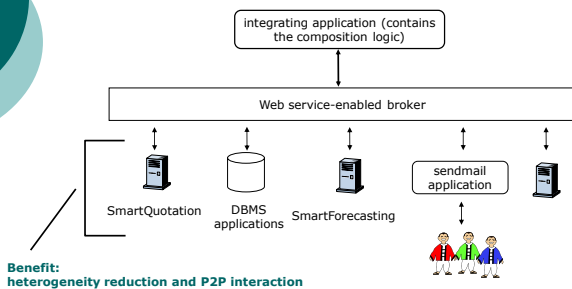 integrating application (contains
the composition logic)
Web service-enabled broker
SmartQuotation
DBMS
applications
SmartForecasting
sendmail
application
Benefit:
heterogeneity reduction and P2P interaction